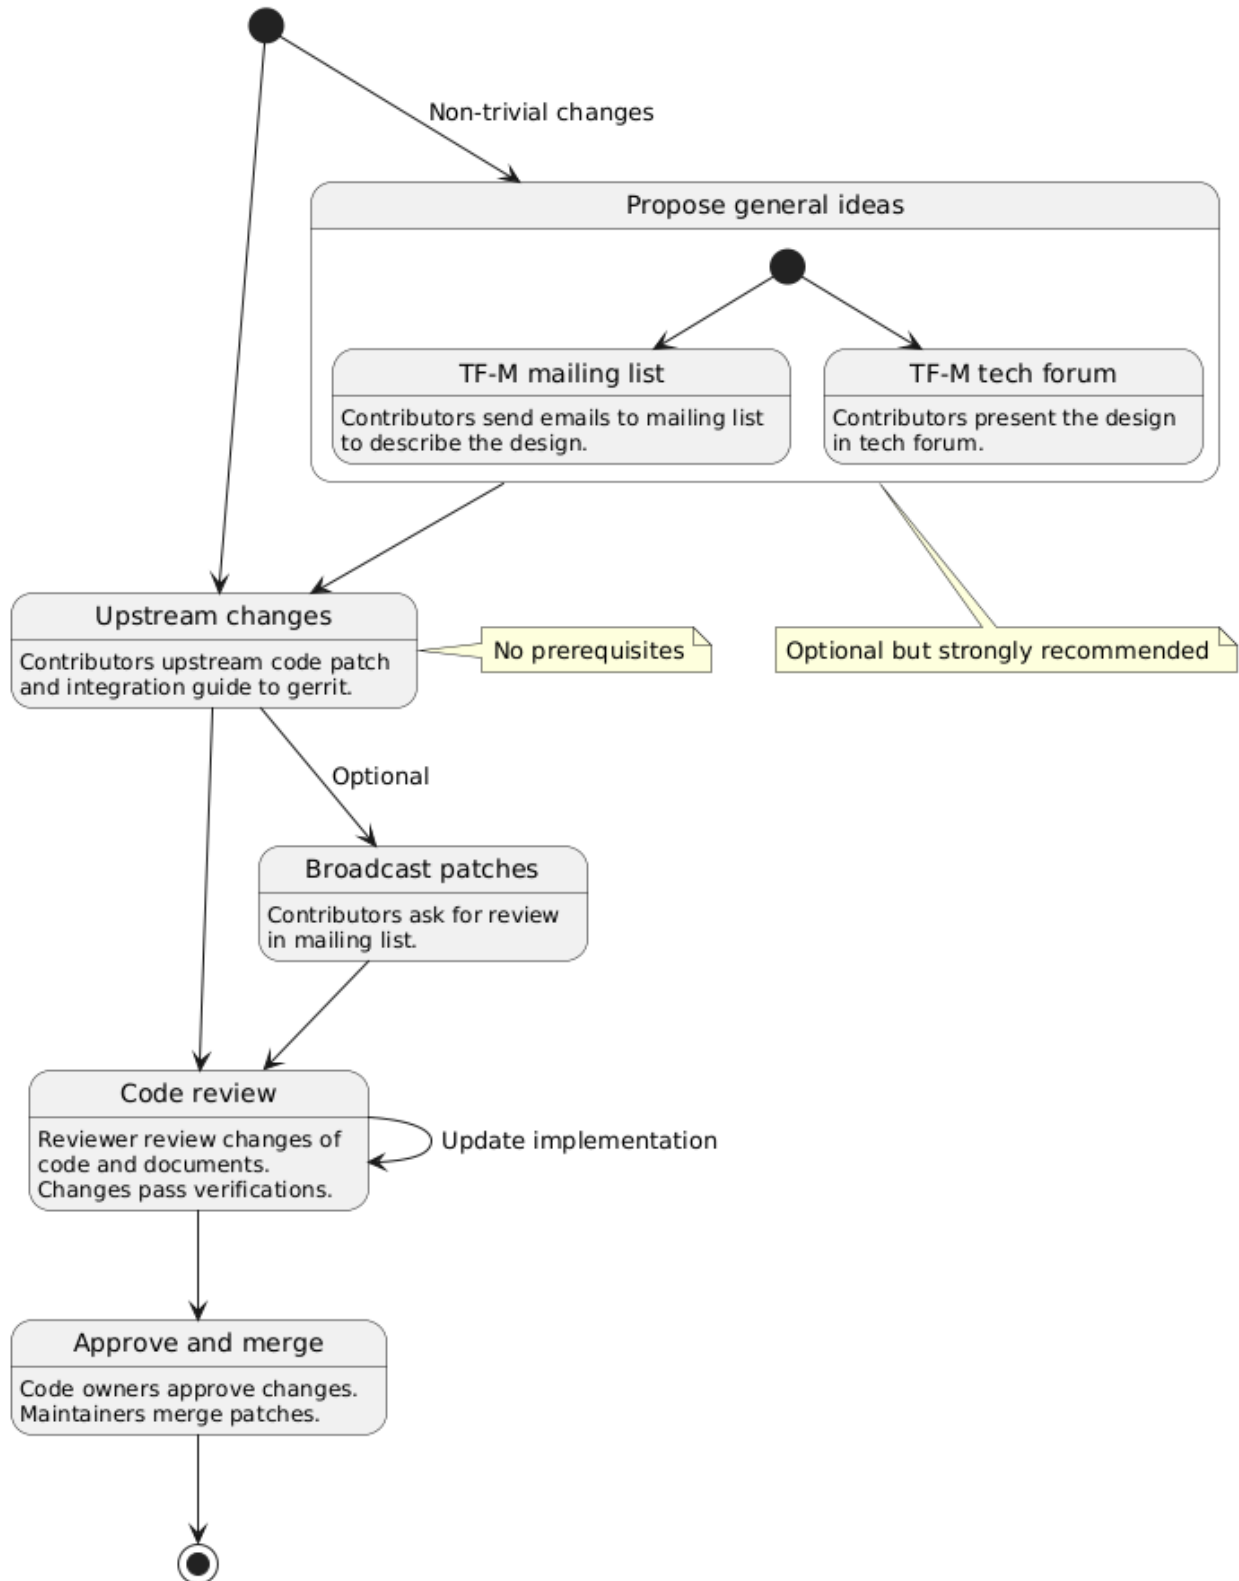 Non-trivial changes
Propose general ideas
TF-M mailing list
Contributors send emails to mailing list
to describe the design.
TF-M tech forum
Contributors present the design
in tech forum.
Upstream changes
Contributors upstream code patch
and integration guide to gerrit.
No prerequisites
Optional but strongly recommended
Optional
Broadcast patches
Contributors ask for review
in mailing list.
Code review
Reviewer review changes of
code and documents.
Changes pass verifications.
Update implementation
Approve and merge
Code owners approve changes.
Maintainers merge patches.